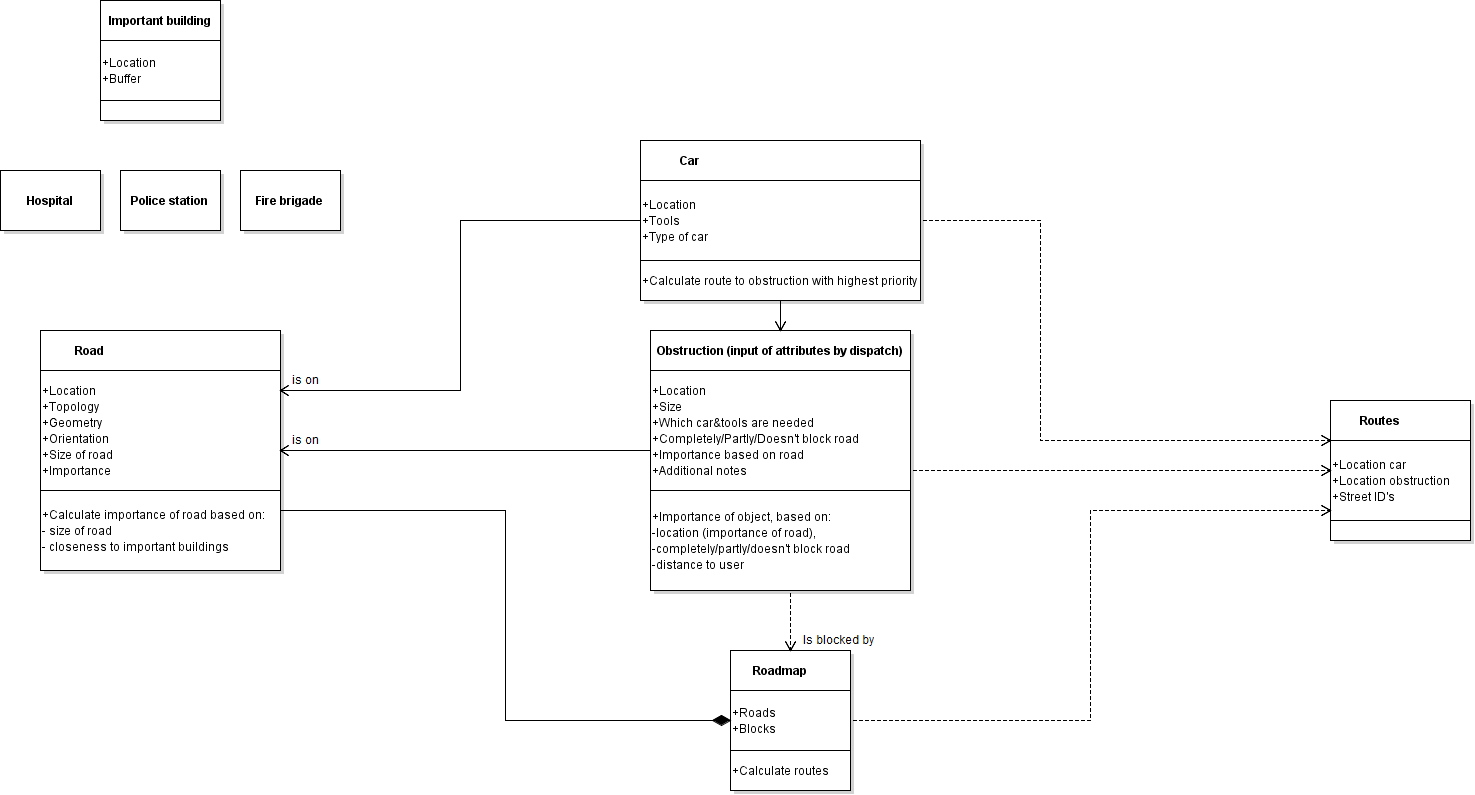 Important building
+Location
+Buffer
Hospital
Police station
Fire brigade
Car
+Location
+Tools
+Type of car
+Calculate route to obstruction with highest priority
Road
+Location
+Topology
+Geometry
+Orientation
+Size of road
+Importance
+Calculate importance of road based on:
- size of road
- closeness to important buildings
is on
is on
Obstruction (input of attributes by dispatch)
+Location
+Size
+Which car&tools are needed
+Completely/Partly/Doesn't block road
+Importance based on road
+Additional notes
+Importance of object, based on:
-location (importance of road),
-completely/partly/doesn't block road
-distance to user
Routes
+Location car
+Location obstruction
+Street ID's
Is blocked by
Roadmap
+Roads
+Blocks
+Calculate routes